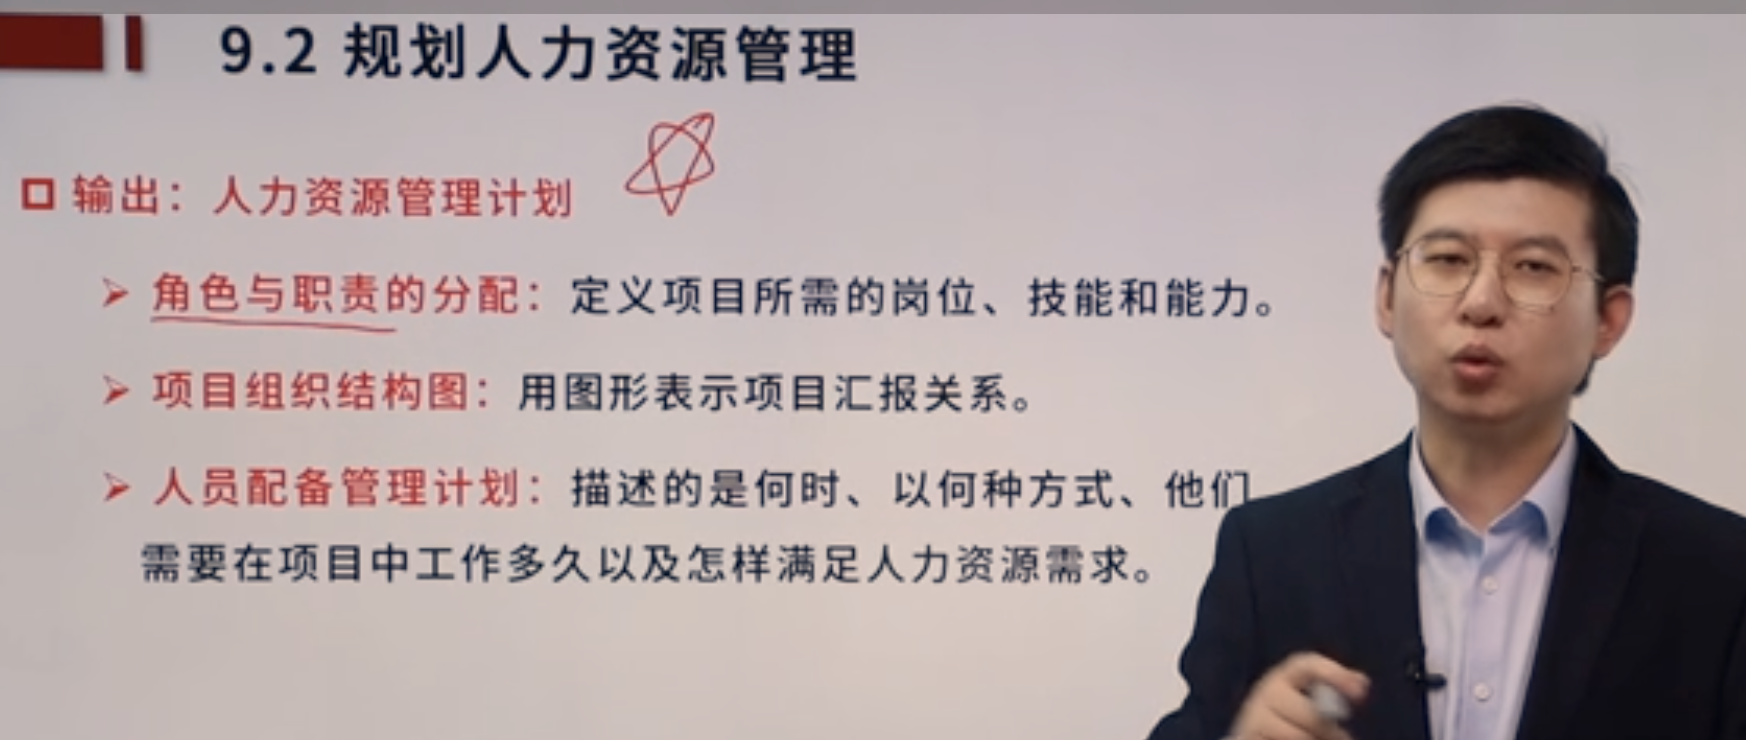 9.2 规划人力资源管理
输出：人力资源管理计划
角色与职责的分配：定义项目所需的岗位、技能和能力。
项目组织结构图：用图形表示项目汇报关系。
人员配备管理计划：描述的是何时、以何种方式、他们
需要在项目中工作多久以及怎样满足人力资源需求。